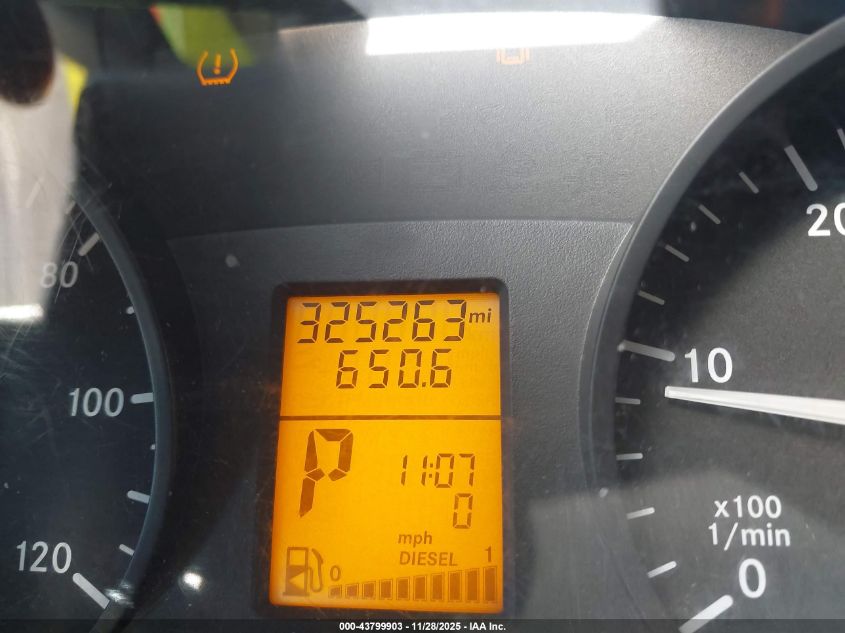 325263 mi
650.6
P 11:07
0
mph
DIESEL
0 1
80
100
120
20
10
x100
1/min
0
000-43799903 - 11/28/2025 - IAA Inc.